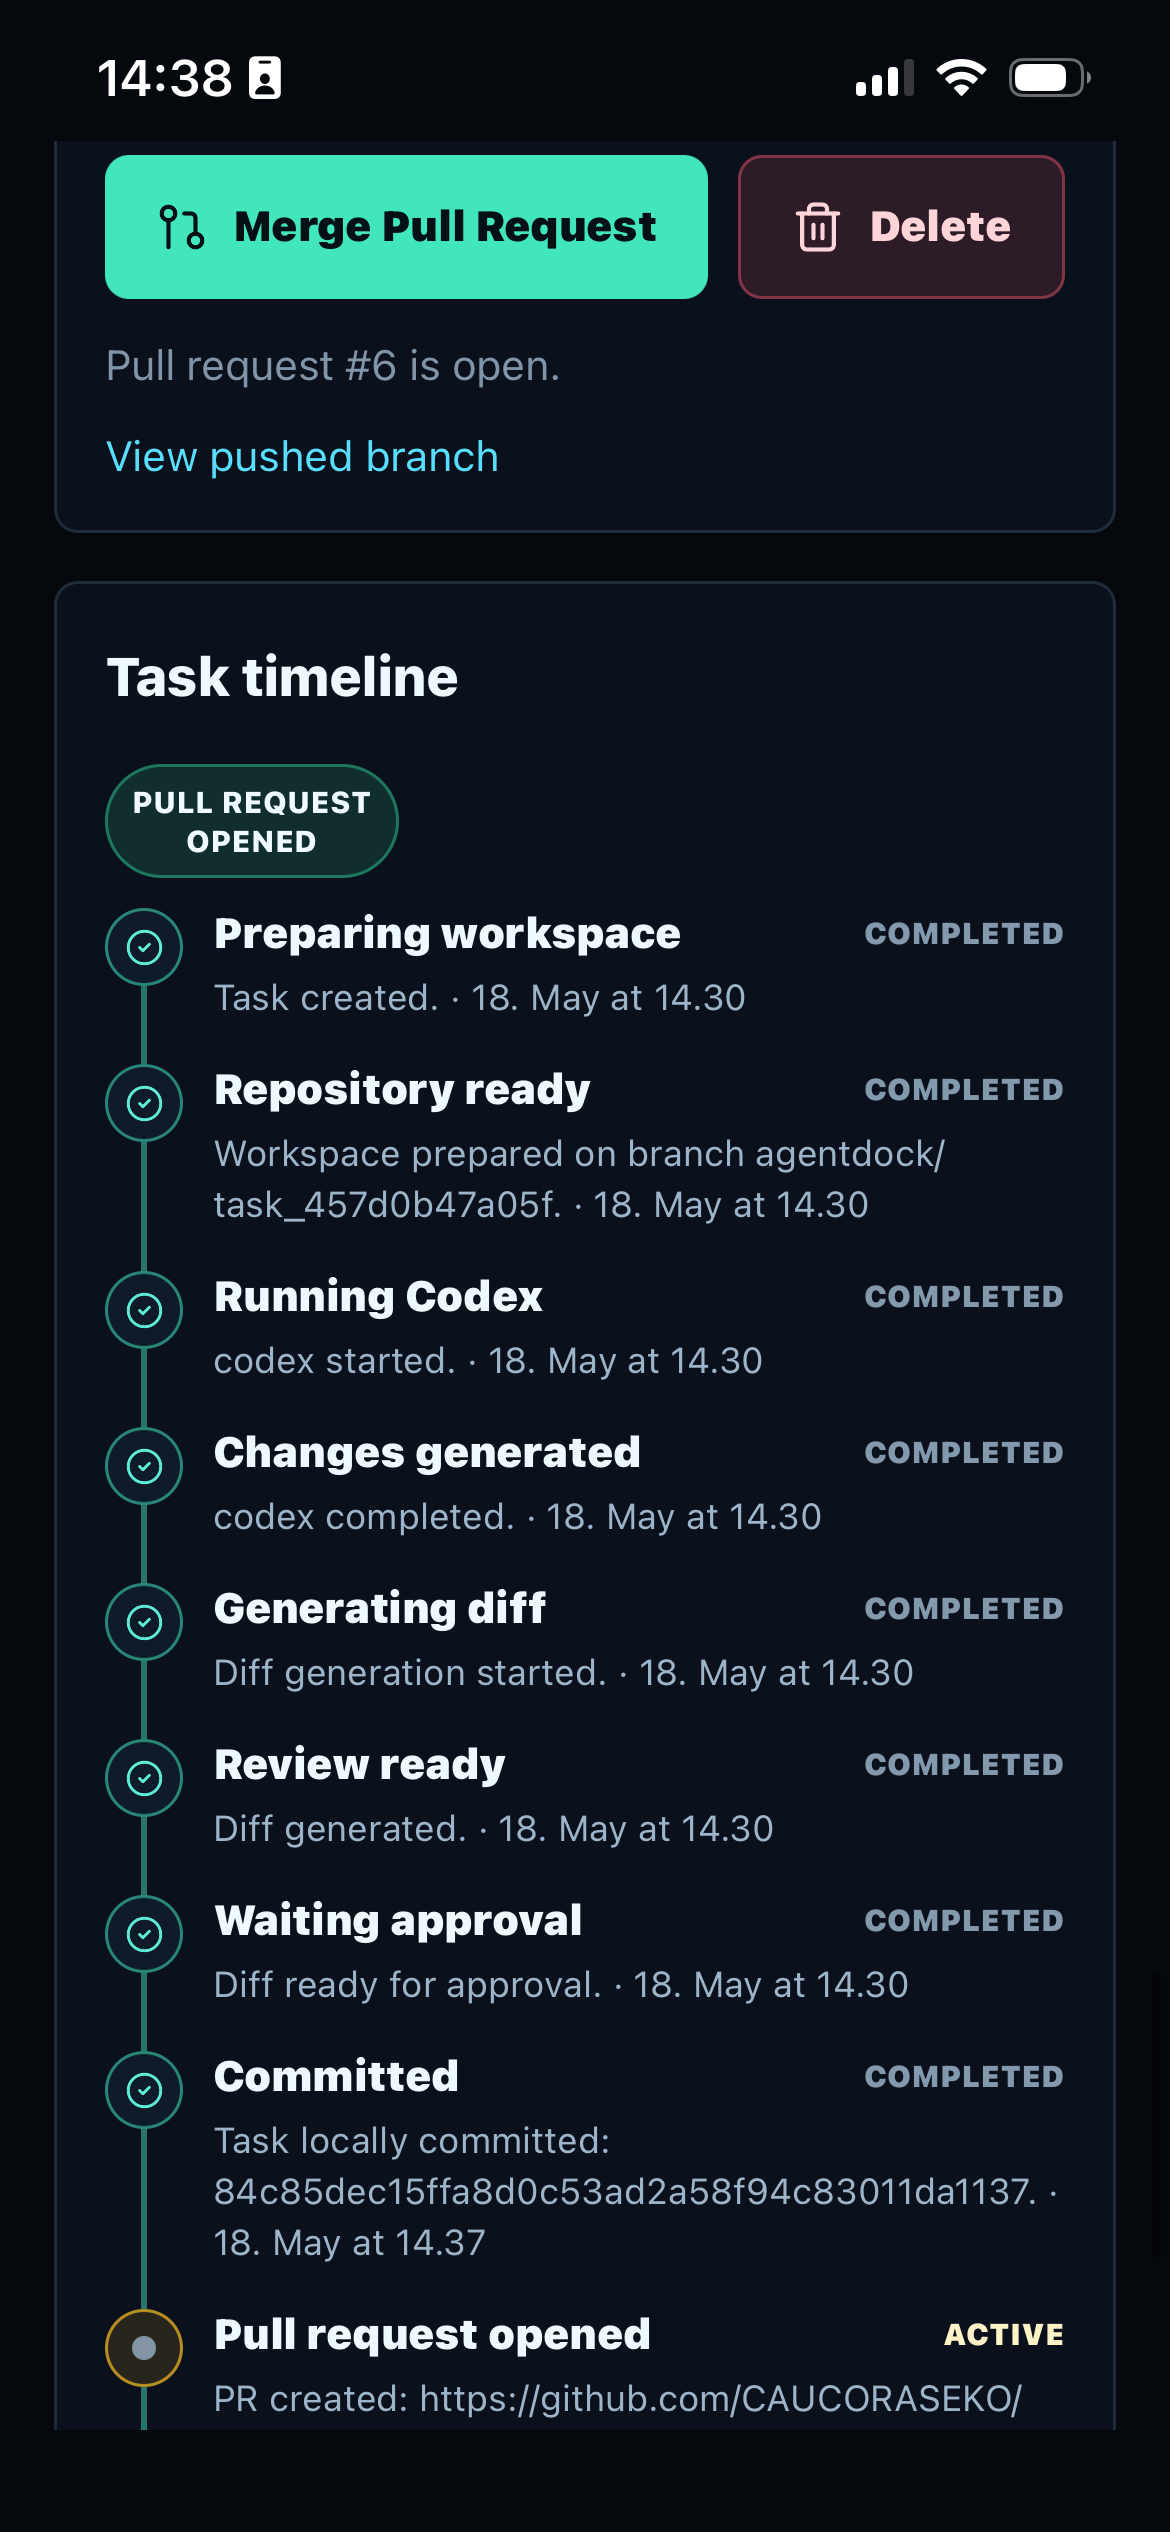 14:38
Merge Pull Request
Delete
Pull request #6 is open.
View pushed branch
Task timeline
PULL REQUEST
OPENED
Preparing workspace
COMPLETED
Task created. · 18. May at 14.30
Repository ready
COMPLETED
Workspace prepared on branch agentdock/
task_457d0b47a05f. · 18. May at 14.30
Running Codex
COMPLETED
codex started. · 18. May at 14.30
Changes generated
COMPLETED
codex completed. · 18. May at 14.30
Generating diff
COMPLETED
Diff generation started. · 18. May at 14.30
Review ready
COMPLETED
Diff generated. · 18. May at 14.30
Waiting approval
COMPLETED
Diff ready for approval. · 18. May at 14.30
Committed
COMPLETED
Task locally committed:
84c85dec15ffa8d0c53ad2a58f94c83011da1137. ·
18. May at 14.37
Pull request opened
ACTIVE
PR created: https://github.com/CAUCORASEKO/